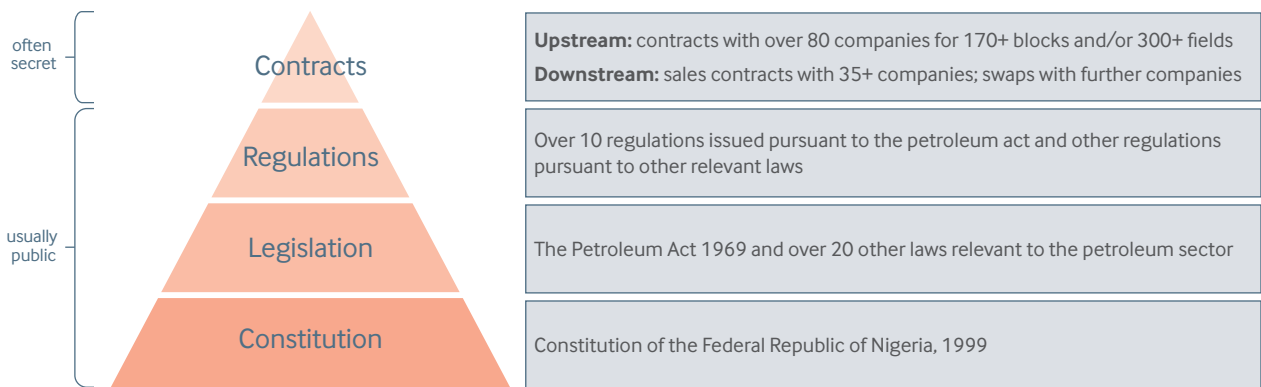 often
secret
Contracts
Upstream: contracts with over 80 companies for 170+ blocks and/or 300+ fields
Downstream: sales contracts with 35+ companies; swaps with further companies
usually
public
Regulations
Over 10 regulations issued pursuant to the petroleum act and other regulations
pursuant to other relevant laws
Legislation
The Petroleum Act 1969 and over 20 other laws relevant to the petroleum sector
Constitution
Constitution of the Federal Republic of Nigeria, 1999